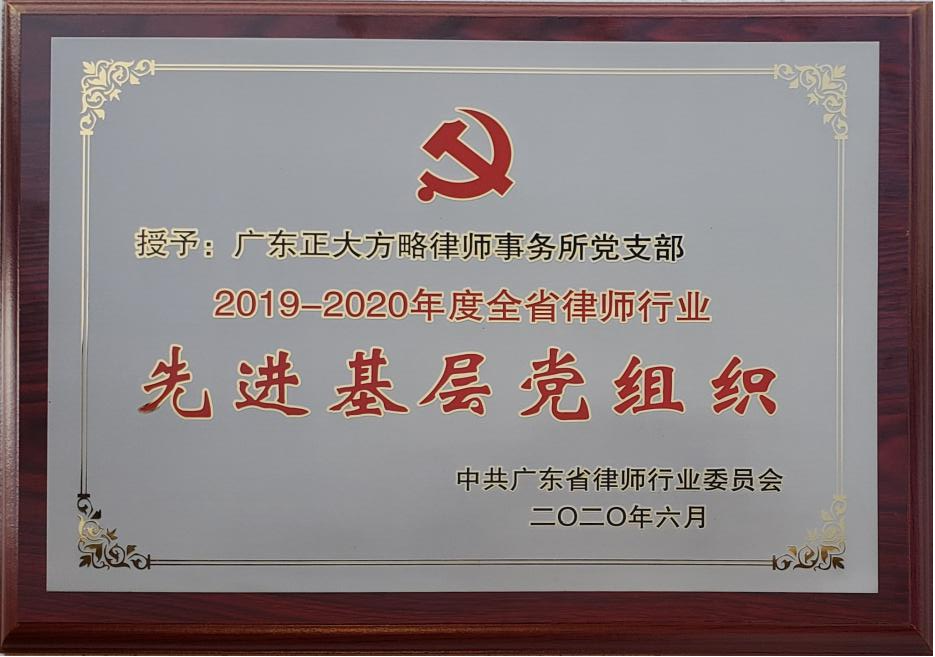 授予：广东正大方略律师事务所党支部
2019-2020年度全省律师行业
先进基层党组织
中共广东省律师行业委员会
二〇二〇年六月